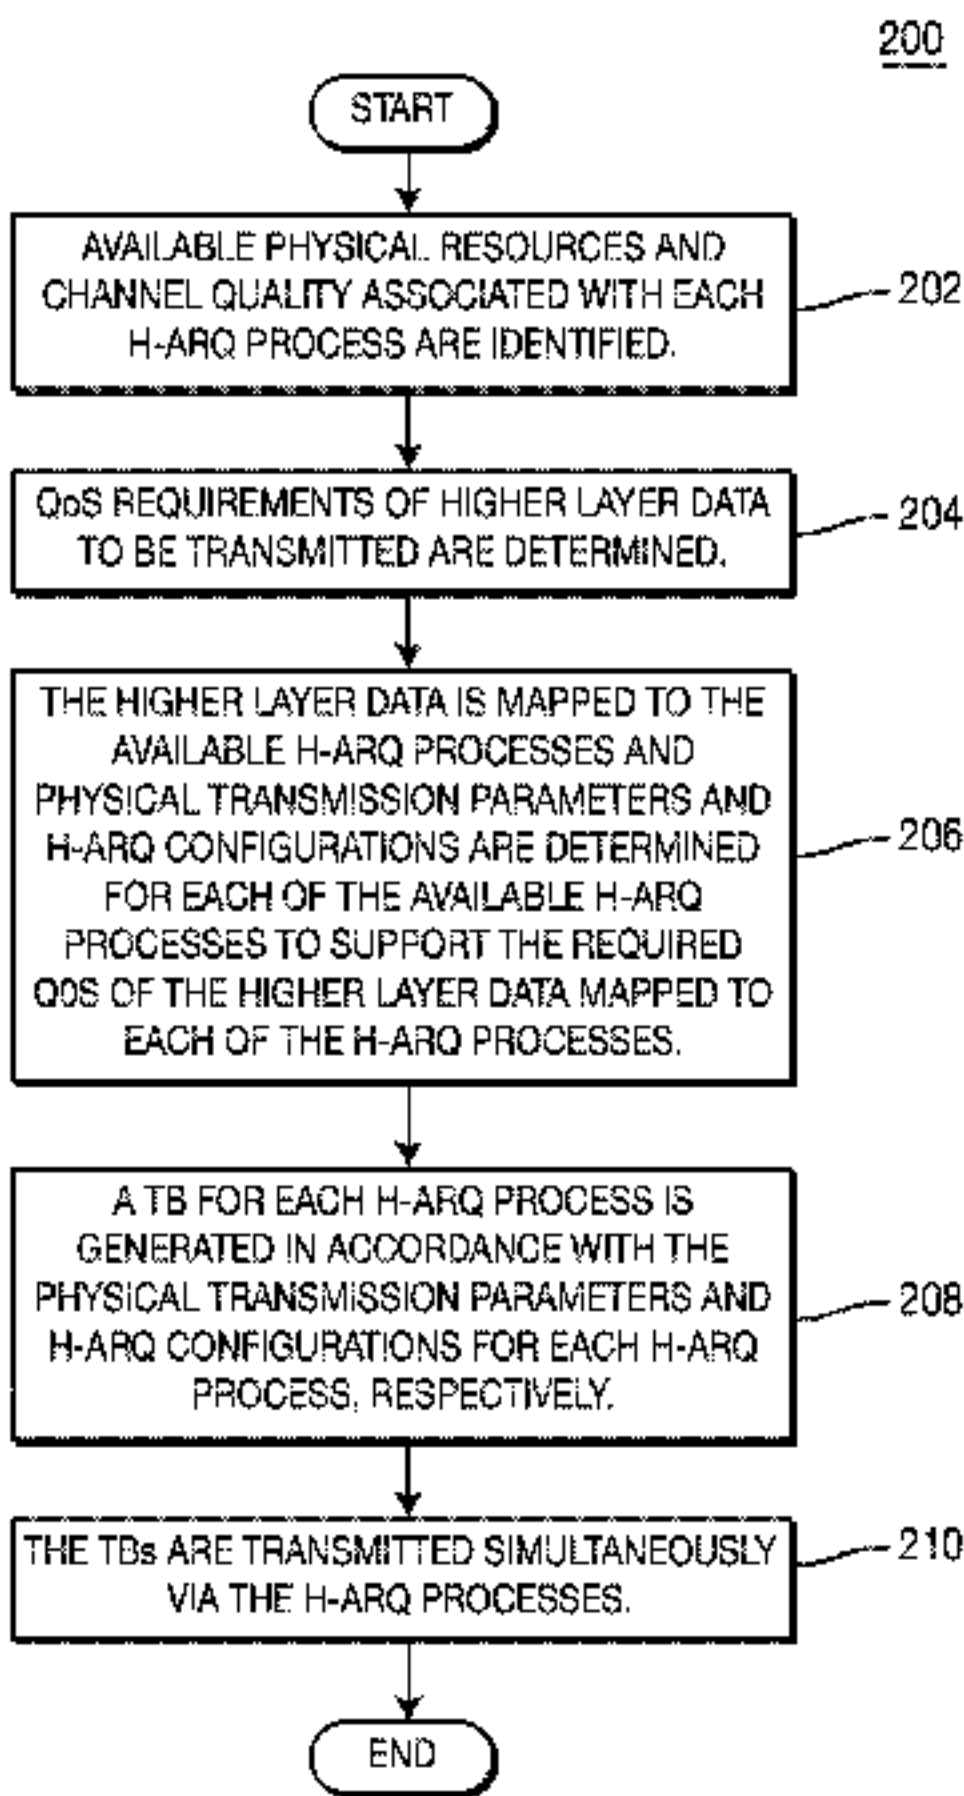 200
START
AVAILABLE PHYSICAL RESOURCES AND
CHANNEL QUALITY ASSOCIATED WITH EACH
H-ARQ PROCESS ARE IDENTIFIED.
202
QoS REQUIREMENTS OF HIGHER LAYER DATA
TO BE TRANSMITTED ARE DETERMINED.
204
THE HIGHER LAYER DATA IS MAPPED TO THE
AVAILABLE H-ARQ PROCESSES AND
PHYSICAL TRANSMISSION PARAMETERS AND
H-ARQ CONFIGURATIONS ARE DETERMINED
FOR EACH OF THE AVAILABLE H-ARQ
PROCESSES TO SUPPORT THE REQUIRED
Q0S OF THE HIGHER LAYER DATA MAPPED TO
EACH OF THE H-ARQ PROCESSES.
206
A TB FOR EACH H-ARQ PROCESS IS
GENERATED IN ACCORDANCE WITH THE
PHYSICAL TRANSMISSION PARAMETERS AND
H-ARQ CONFIGURATIONS FOR EACH H-ARQ
PROCESS, RESPECTIVELY.
208
THE TBs ARE TRANSMITTED SIMULTANEOUSLY
VIA THE H-ARQ PROCESSES.
210
END